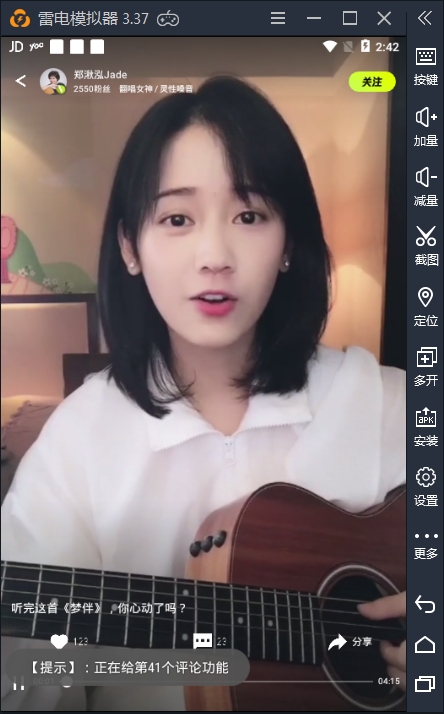 雷电模拟器 3.37
JD yoc 2:42
郑湫泓Jade
2550粉丝 翻唱女神 / 灵性嗓音
关注
按键
加量
减量
截图
定位
多开
APK
安装
设置
更多
听完这首《梦伴》，你心动了吗？
123
23
分享
【提示】：正在给第41个评论功能
04:15